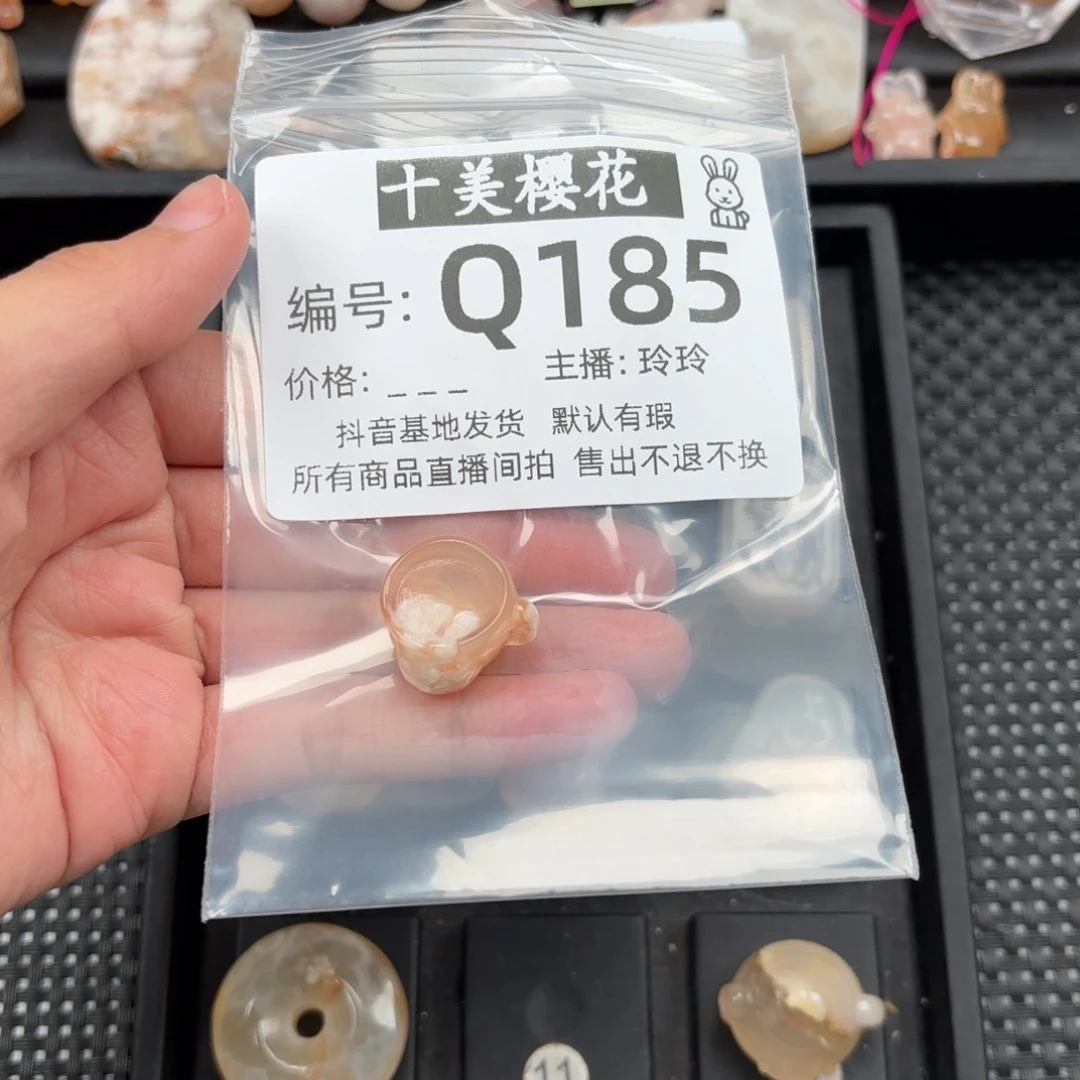 十美樱花
编号: Q185
价格: _ _ _ 主播: 玲玲
抖音基地发货 默认有瑕
所有商品直播间拍 售出不退不换
11